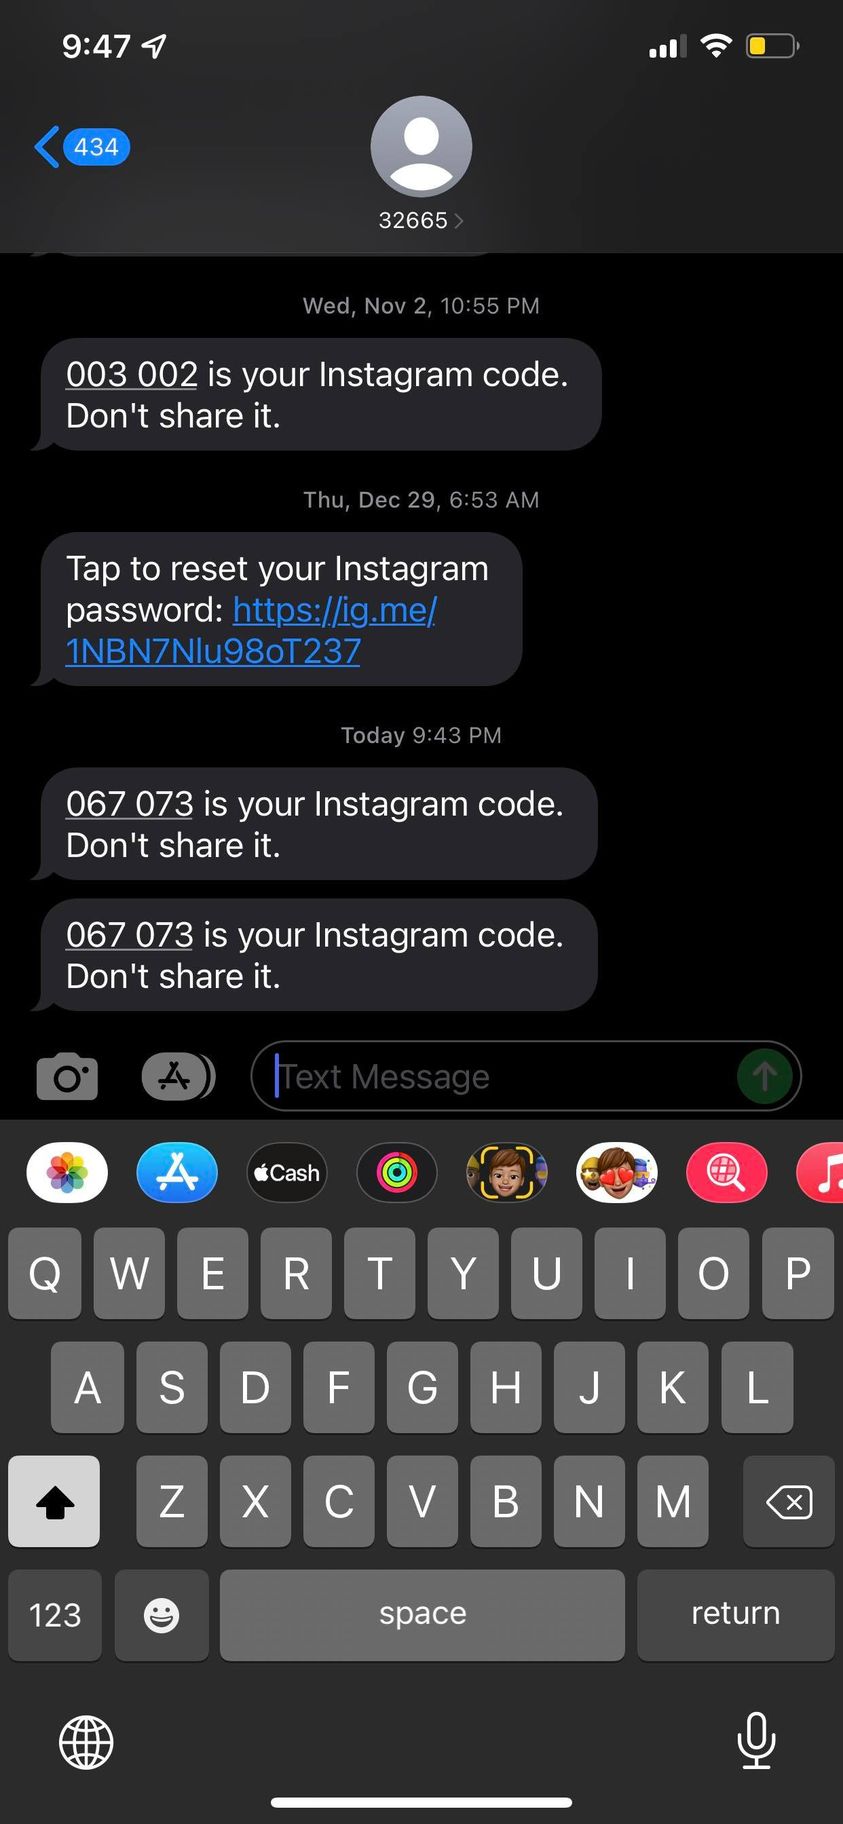 9:47
434
32665
Wed, Nov 2, 10:55 PM
003 002 is your Instagram code.
Don't share it.
Thu, Dec 29, 6:53 AM
Tap to reset your Instagram
password: https://ig.me/
1NBN7Nlu98oT237
Today 9:43 PM
067 073 is your Instagram code.
Don't share it.
067 073 is your Instagram code.
Don't share it.
Text Message
Cash
Q W E R T Y U I O P
A S D F G H J K L
Z X C V B N M
123 space return